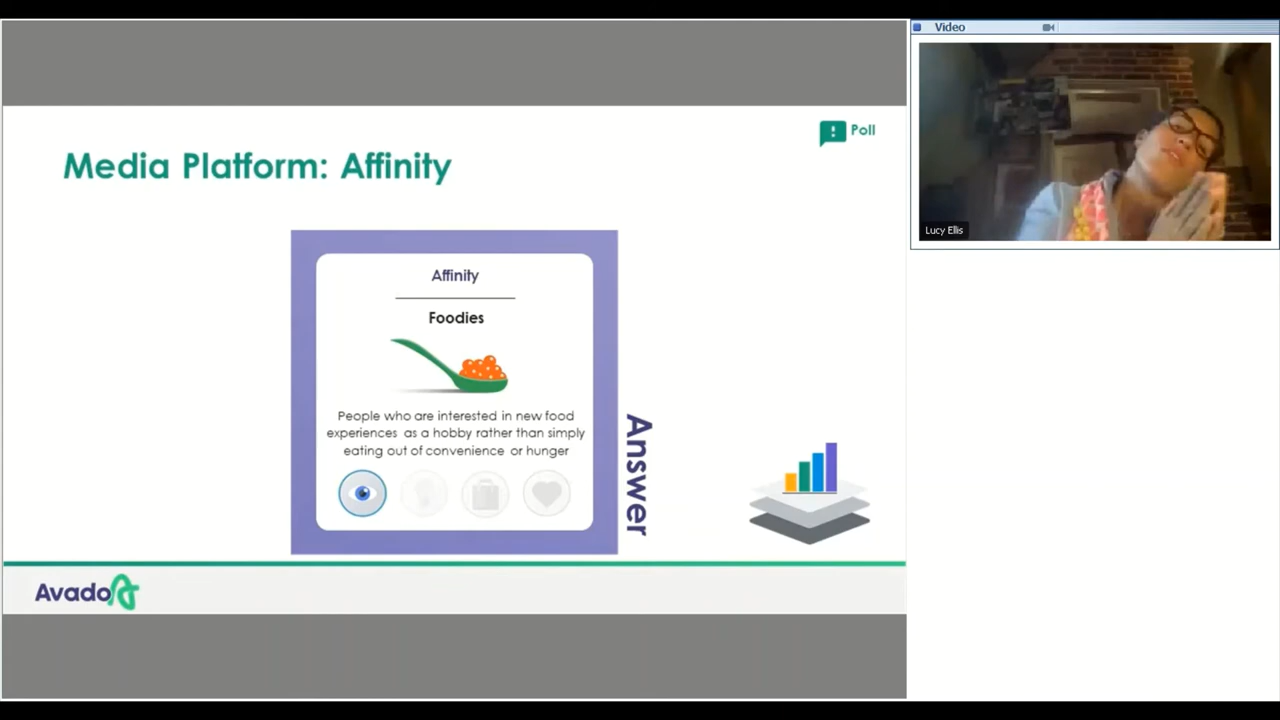 Video
Poll
Media Platform: Affinity
Lucy Ellis
Affinity
Foodies
People who are interested in new food
experiences as a hobby rather than simply
eating out of convenience or hunger
Answer
Avado